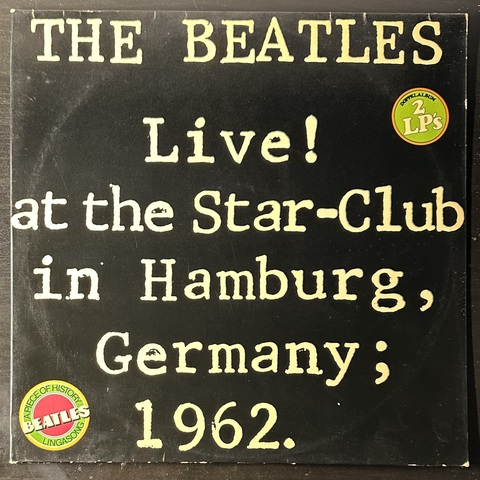 THE BEATLES
DOPPELALBUM
2
LP's
Live!
at the Star-Club
in Hamburg,
Germany;
1962.
A PIECE OF HISTORY
BEATLES
LINGASONG